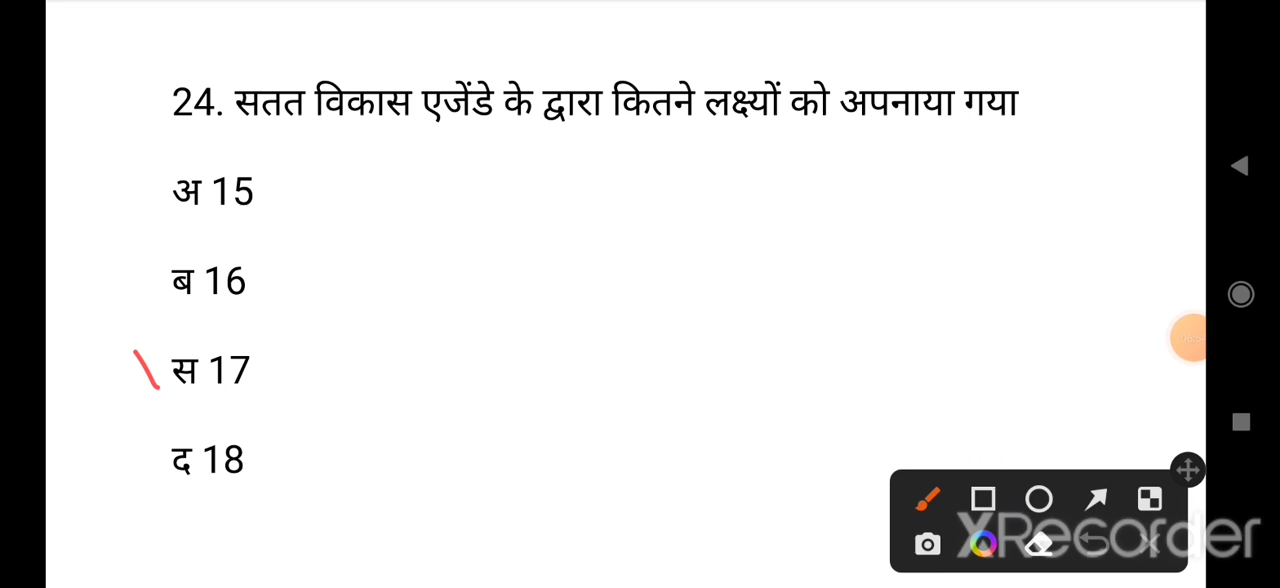 24. सतत विकास एजेंडे के द्वारा कितने लक्ष्यों को अपनाया गया
अ 15
ब 16
स 17
द 18
XRecorder